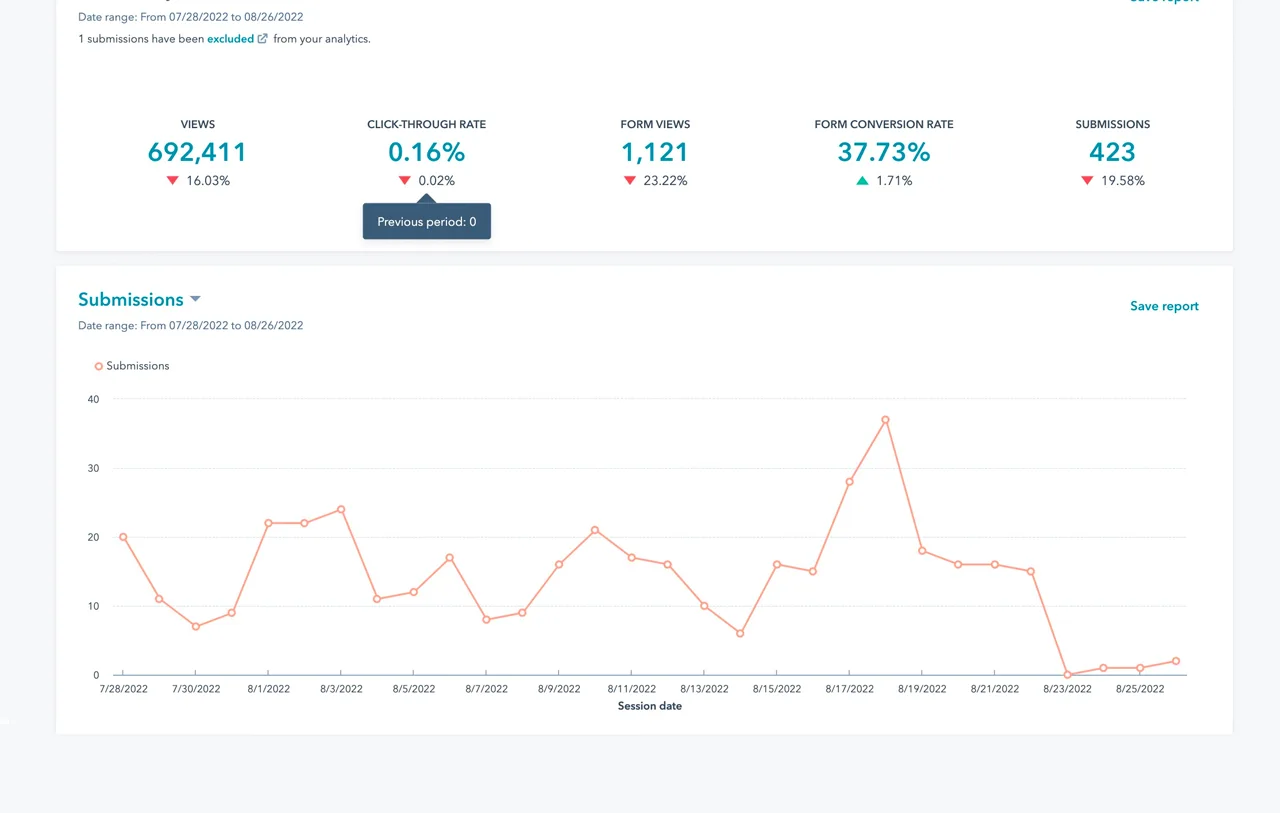 Date range: From 07/28/2022 to 08/26/2022
1 submissions have been excluded from your analytics.
VIEWS
692,411
16.03%
CLICK-THROUGH RATE
0.16%
0.02%
Previous period: 0
FORM VIEWS
1,121
23.22%
FORM CONVERSION RATE
37.73%
1.71%
SUBMISSIONS
423
19.58%
Submissions
Save report
Date range: From 07/28/2022 to 08/26/2022
Submissions
40
30
20
10
0
7/28/2022 7/30/2022 8/1/2022 8/3/2022 8/5/2022 8/7/2022 8/9/2022 8/11/2022 8/13/2022 8/15/2022 8/17/2022 8/19/2022 8/21/2022 8/23/2022 8/25/2022
Session date